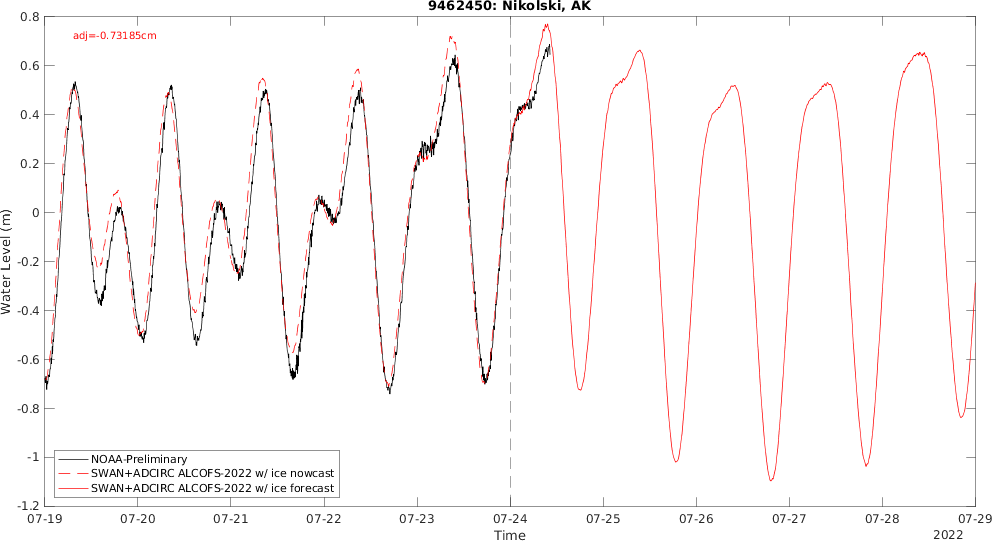 9462450: Nikolski, AK
adj=-0.73185cm
0.8
0.6
0.4
0.2
0
-0.2
-0.4
-0.6
-0.8
-1
-1.2
Water Level (m)
NOAA-Preliminary
SWAN+ADCIRC ALCOFS-2022 w/ ice nowcast
SWAN+ADCIRC ALCOFS-2022 w/ ice forecast
07-19 07-20 07-21 07-22 07-23 07-24 07-25 07-26 07-27 07-28 07-29
Time
2022